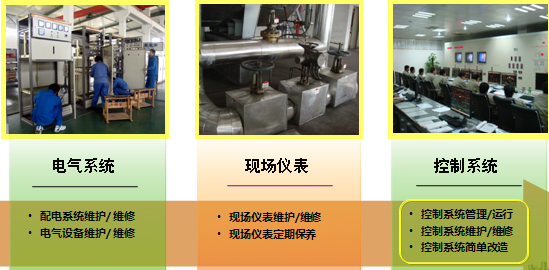 电气系统
配电系统维护/ 维修
电气设备维护/ 维修
现场仪表
现场仪表维护/维修
现场仪表定期保养
控制系统
控制系统管理/运行
控制系统维护/维修
控制系统简单改造